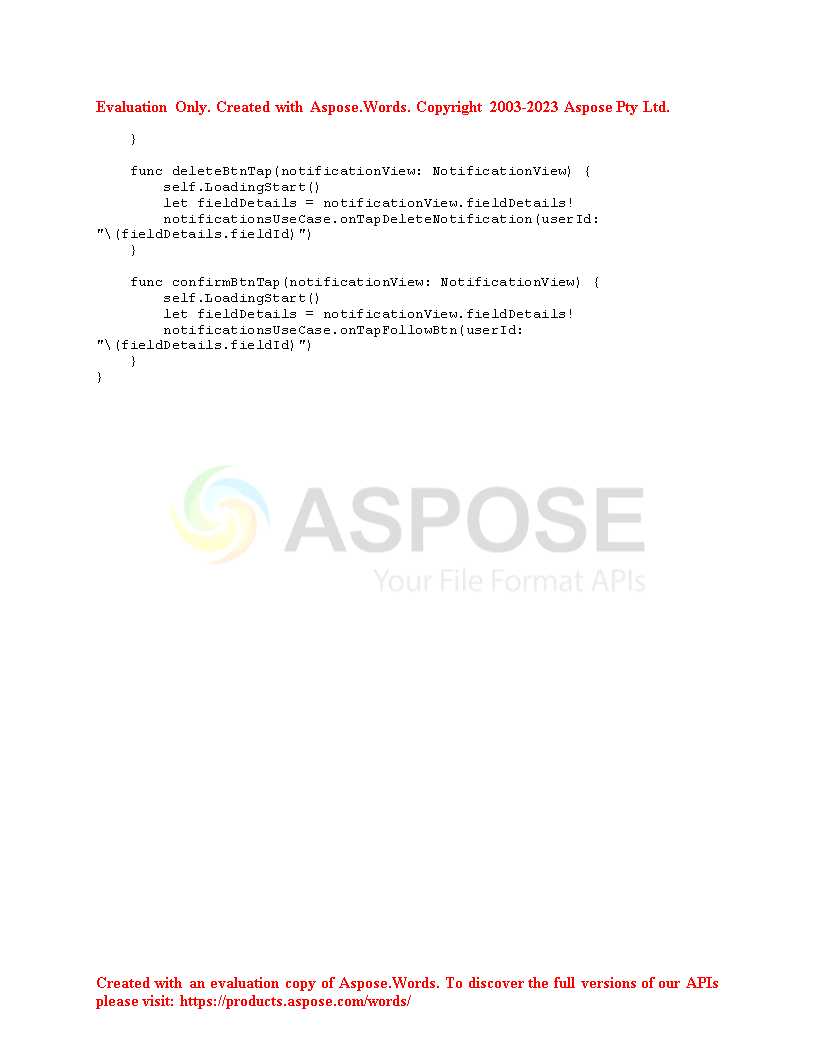 Evaluation Only. Created with Aspose.Words. Copyright 2003-2023 Aspose Pty Ltd.
    }
    func deleteBtnTap(notificationView: NotificationView) {
        self.LoadingStart()
        let fieldDetails = notificationView.fieldDetails!
        notificationsUseCase.onTapDeleteNotification(userId:
"\(fieldDetails.fieldId)")
    }
    func confirmBtnTap(notificationView: NotificationView) {
        self.LoadingStart()
        let fieldDetails = notificationView.fieldDetails!
        notificationsUseCase.onTapFollowBtn(userId:
"\(fieldDetails.fieldId)")
    }
}
ASPOSE
Your File Format APIs
Created with an evaluation copy of Aspose.Words. To discover the full versions of our APIs
please visit: https://products.aspose.com/words/